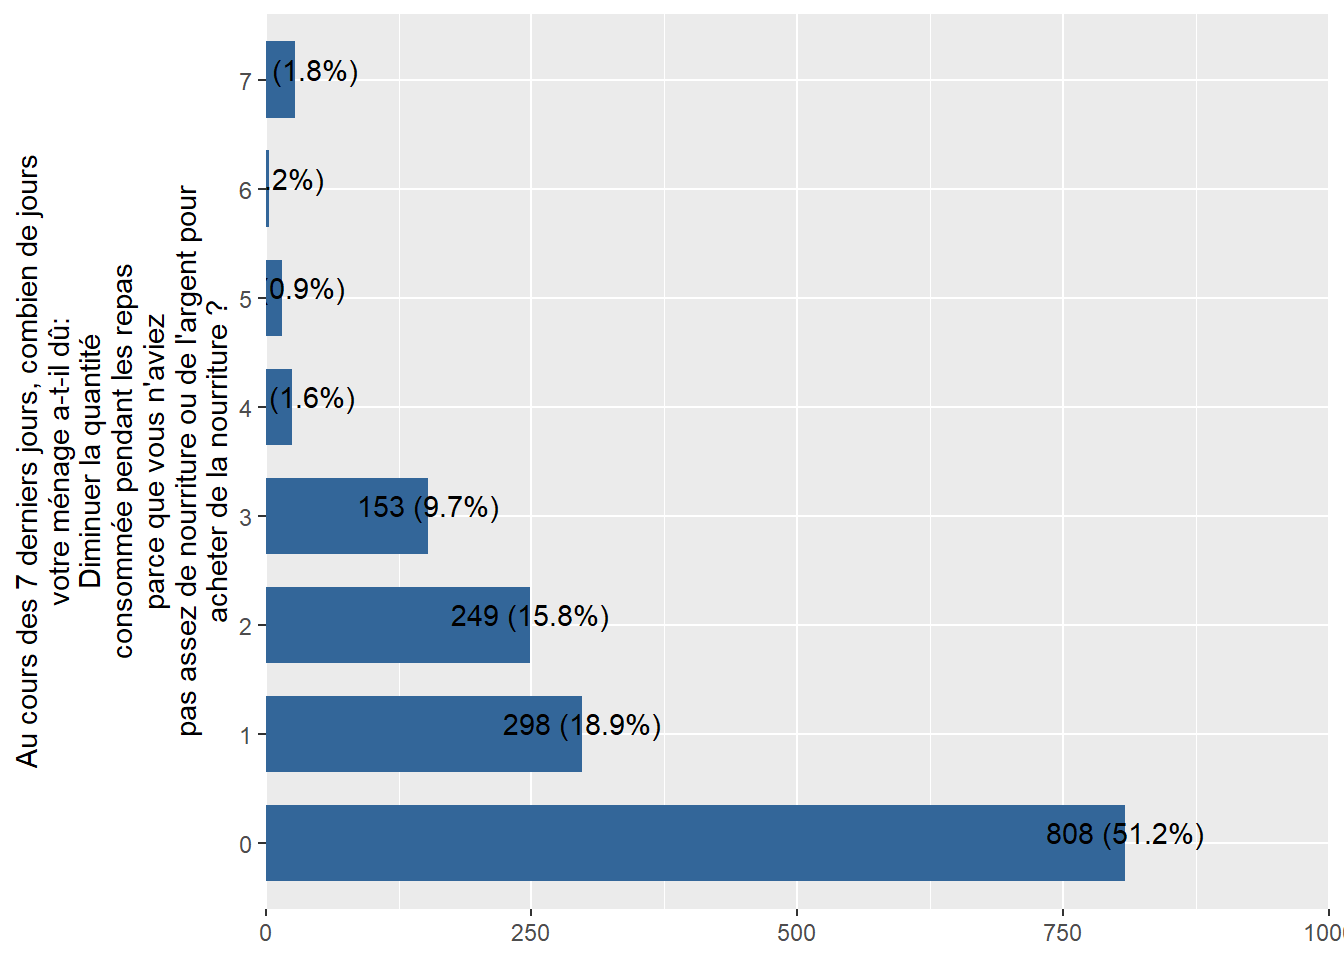 Au cours des 7 derniers jours, combien de jours
votre ménage a-t-il dû:
Diminuer la quantité
consommée pendant les repas
parce que vous n'aviez
pas assez de nourriture ou de l'argent pour
acheter de la nourriture ?
7 (1.8%)
6 .2%)
5 (0.9%)
4 (1.6%)
3 153 (9.7%)
2 249 (15.8%)
1 298 (18.9%)
0 808 (51.2%)
0 250 500 750 100